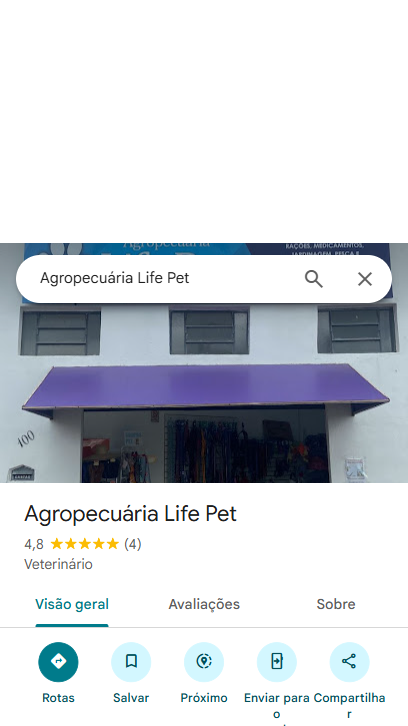 Agropecuária
RAÇÕES, MEDICAMENTOS,
JARDINAGEM, PESCA E
Agropecuária Life Pet
400
Agropecuária Life Pet
4,8 ★★★★★ (4)
Veterinário
Visão geral Avaliações Sobre
Rotas Salvar Próximo Enviar para o Compartilhar